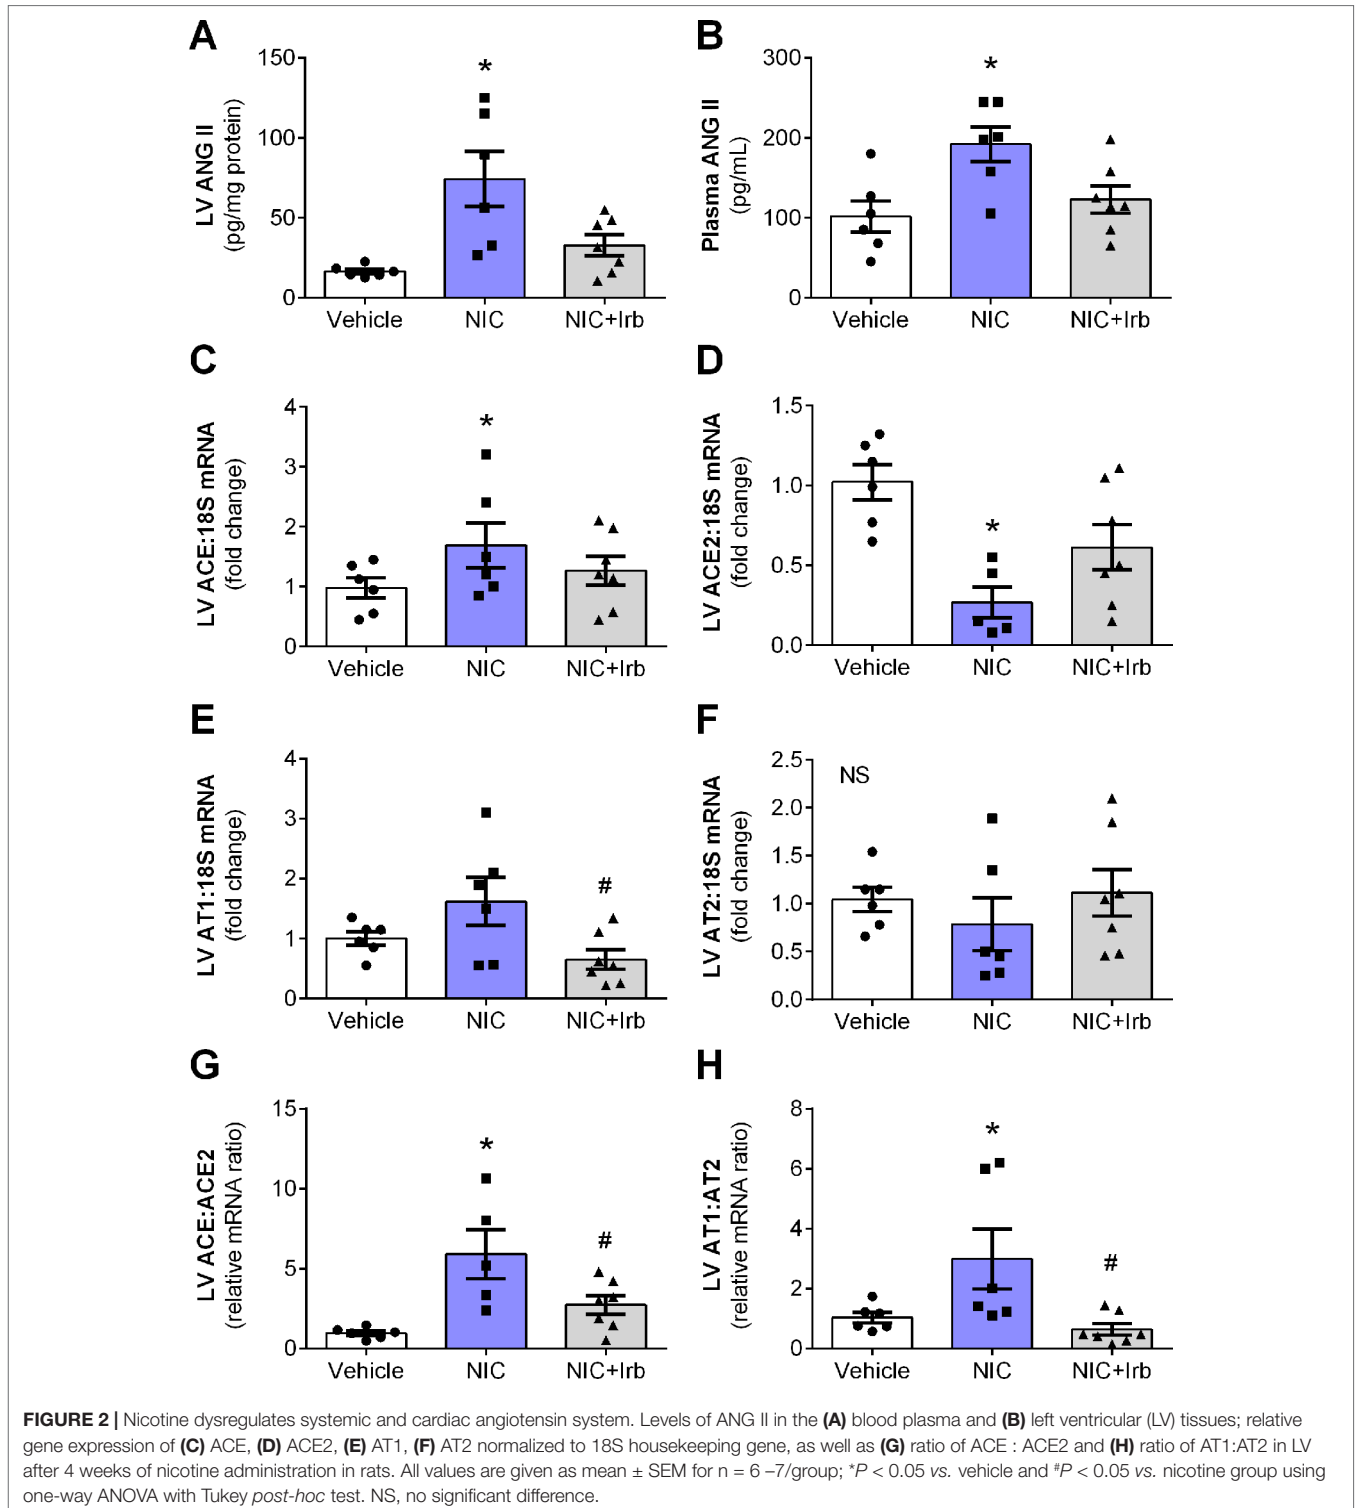 A
LV ANG II
(pg/mg protein)
150
100
50
0
*
Vehicle
NIC
NIC+Irb
B
Plasma ANG II
(pg/mL)
300
200
100
0
*
Vehicle
NIC
NIC+Irb
C
LV ACE:18S mRNA
(fold change)
4
3
2
1
0
*
Vehicle
NIC
NIC+Irb
D
LV ACE2:18S mRNA
(fold change)
1.5
1.0
0.5
0.0
*
Vehicle
NIC
NIC+Irb
E
LV AT1:18S mRNA
(fold change)
4
3
2
1
0
#
Vehicle
NIC
NIC+Irb
F
LV AT2:18S mRNA
(fold change)
2.5
2.0
1.5
1.0
0.5
0.0
NS
Vehicle
NIC
NIC+Irb
G
LV ACE:ACE2
(relative mRNA ratio)
15
10
5
0
*
#
Vehicle
NIC
NIC+Irb
H
LV AT1:AT2
(relative mRNA ratio)
8
6
4
2
0
*
#
Vehicle
NIC
NIC+Irb
FIGURE 2 | Nicotine dysregulates systemic and cardiac angiotensin system. Levels of ANG II in the (A) blood plasma and (B) left ventricular (LV) tissues; relative
gene expression of (C) ACE, (D) ACE2, (E) AT1, (F) AT2 normalized to 18S housekeeping gene, as well as (G) ratio of ACE : ACE2 and (H) ratio of AT1:AT2 in LV
after 4 weeks of nicotine administration in rats. All values are given as mean ± SEM for n = 6 –7/group; *P < 0.05 vs. vehicle and #P < 0.05 vs. nicotine group using
one-way ANOVA with Tukey post-hoc test. NS, no significant difference.